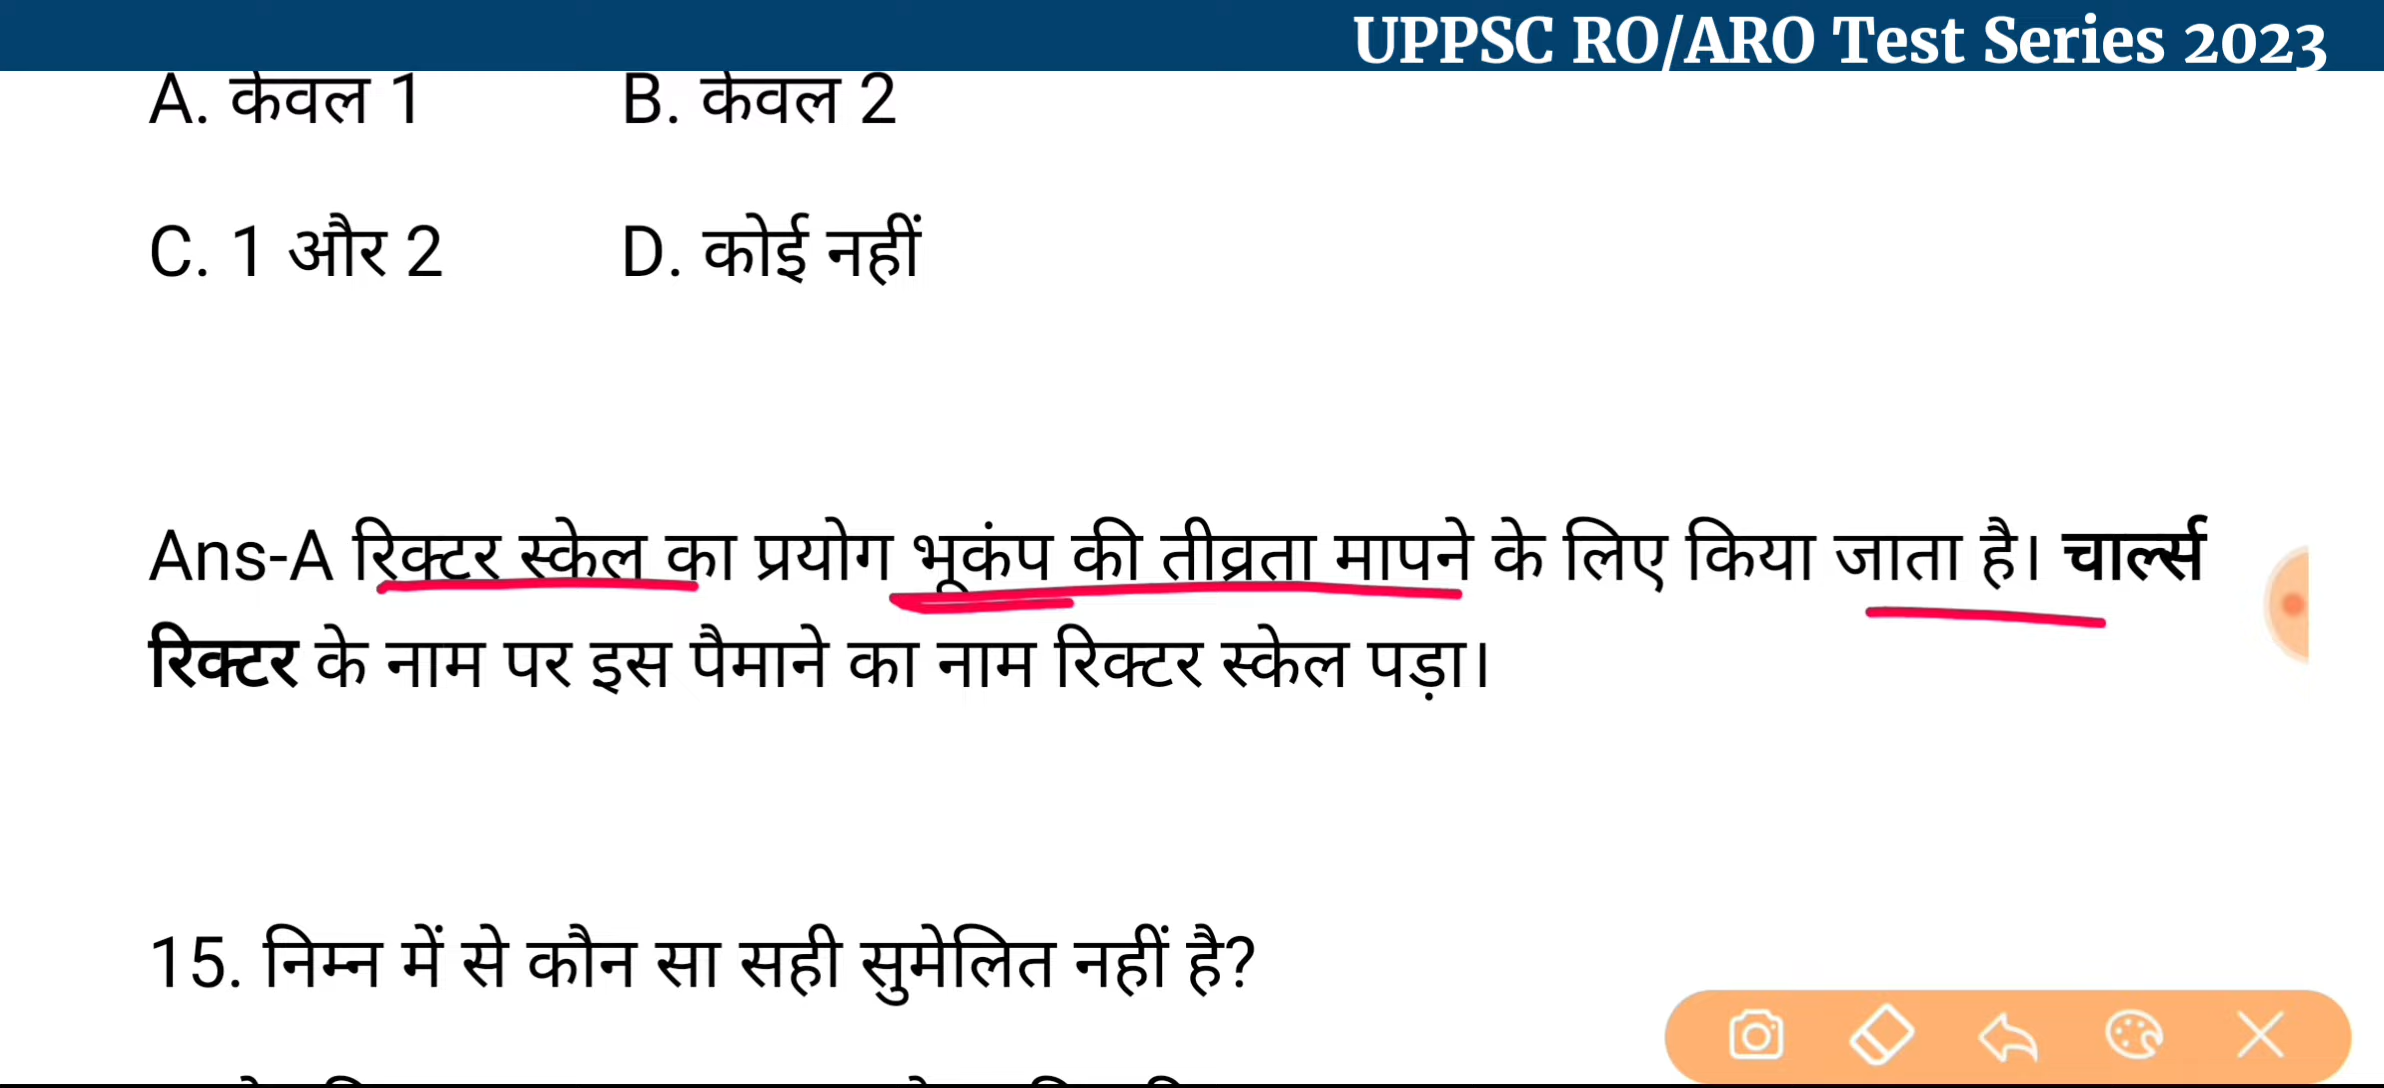 UPPSC RO/ARO Test Series 2023
A. केवल 1 B. केवल 2
C. 1 और 2 D. कोई नहीं
Ans-A रिक्टर स्केल का प्रयोग भूकंप की तीव्रता मापने के लिए किया जाता है। चार्ल्स
रिक्टर के नाम पर इस पैमाने का नाम रिक्टर स्केल पड़ा।
15. निम्न में से कौन सा सही सुमेलित नहीं है?